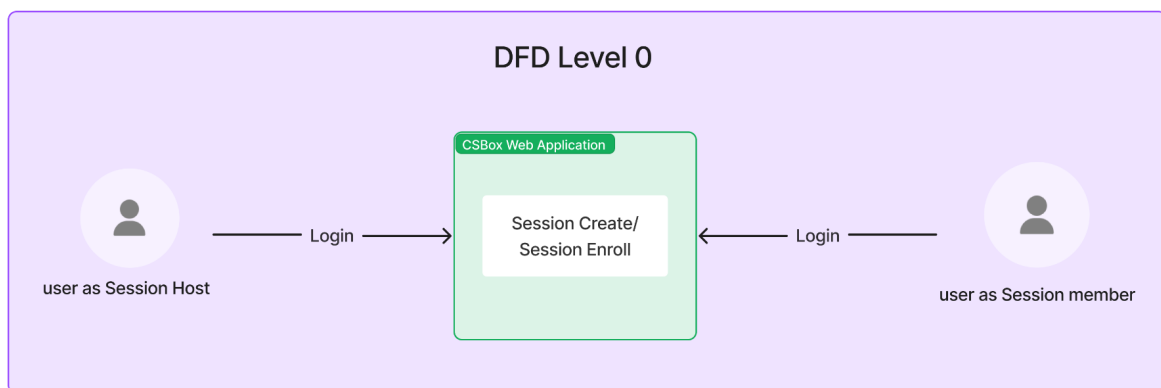 DFD Level 0
CSBox Web Application
Session Create/
Session Enroll
Login
Login
user as Session Host
user as Session member